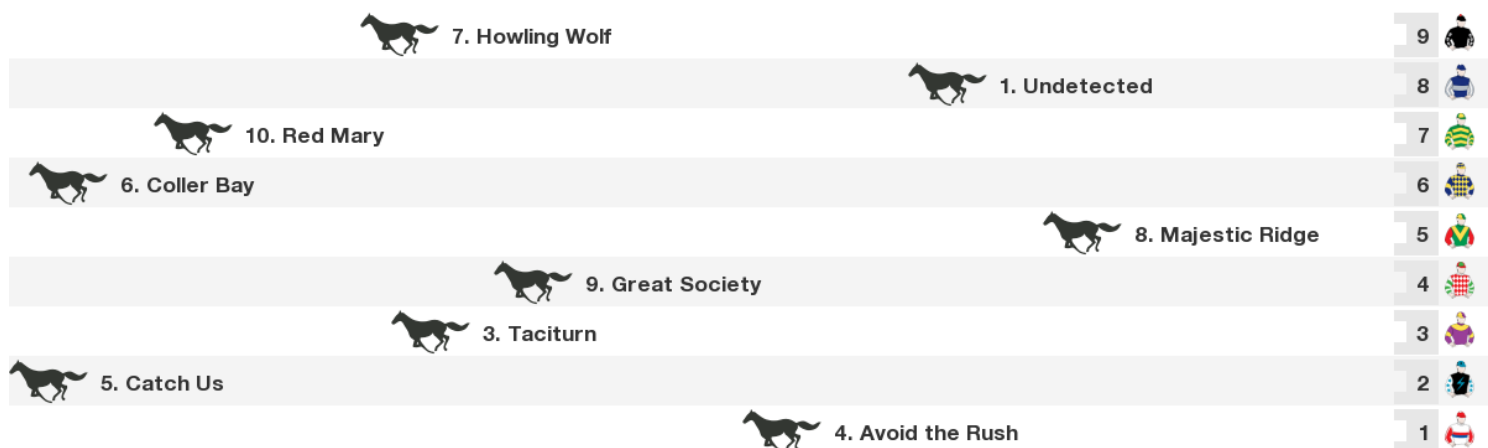 7. Howling Wolf 9
1. Undetected 8
10. Red Mary 7
6. Coller Bay 6
8. Majestic Ridge 5
9. Great Society 4
3. Taciturn 3
5. Catch Us 2
4. Avoid the Rush 1